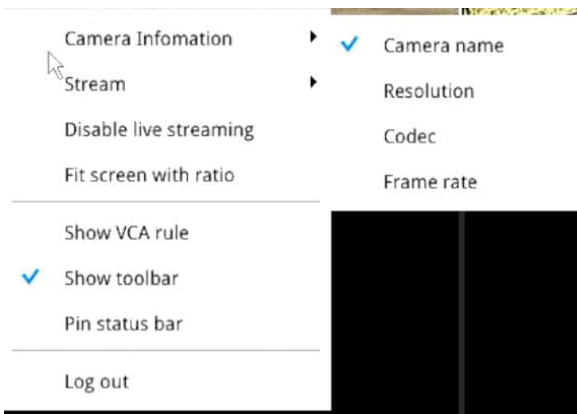 Camera Infomation
Stream
Disable live streaming
Fit screen with ratio
Show VCA rule
Show toolbar
Pin status bar
Log out
Camera name
Resolution
Codec
Frame rate